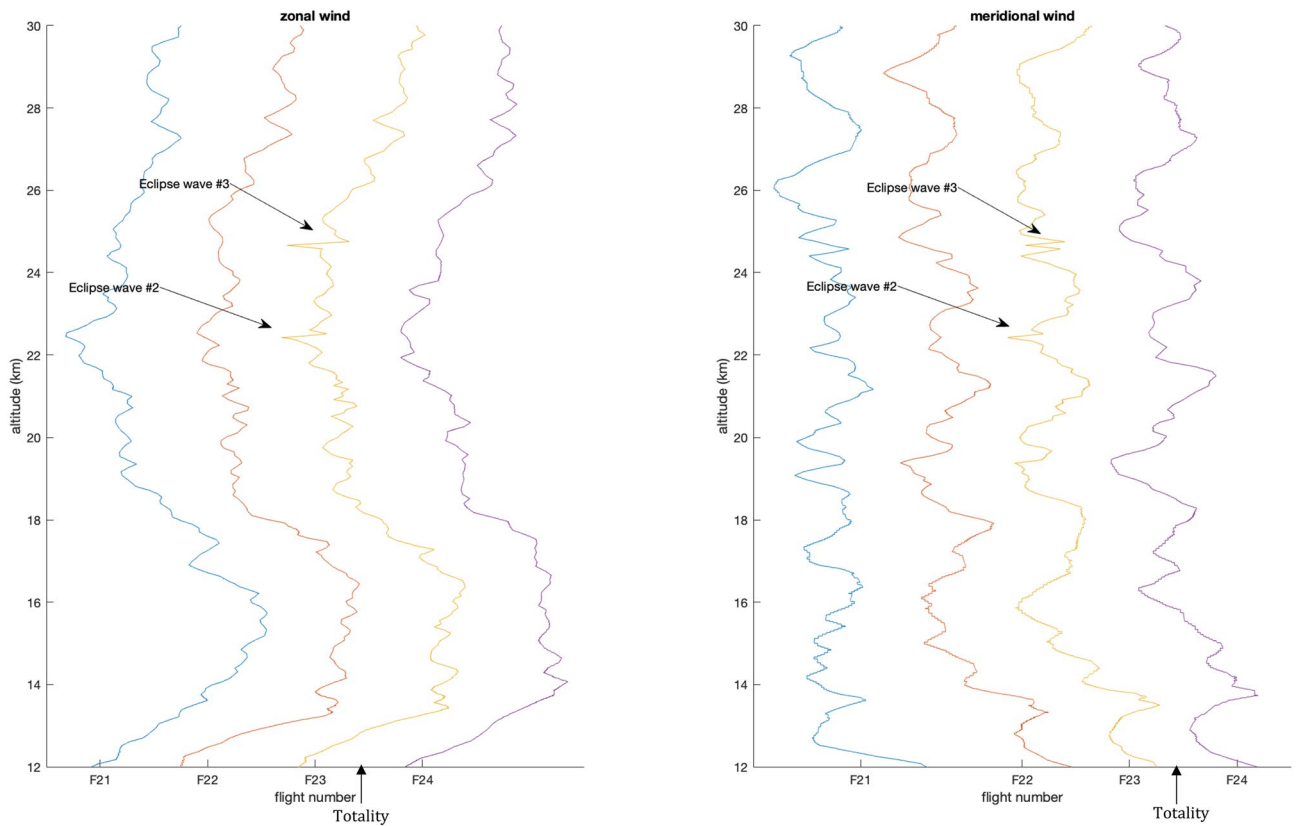 zonal wind
30
28
26
24
22
20
18
16
14
12
altitude (km)
Eclipse wave #3
Eclipse wave #2
F21
F22
F23
F24
flight number
Totality
meridional wind
30
28
26
24
22
20
18
16
14
12
altitude (km)
Eclipse wave #3
Eclipse wave #2
F21
F22
F23
F24
flight number
Totality